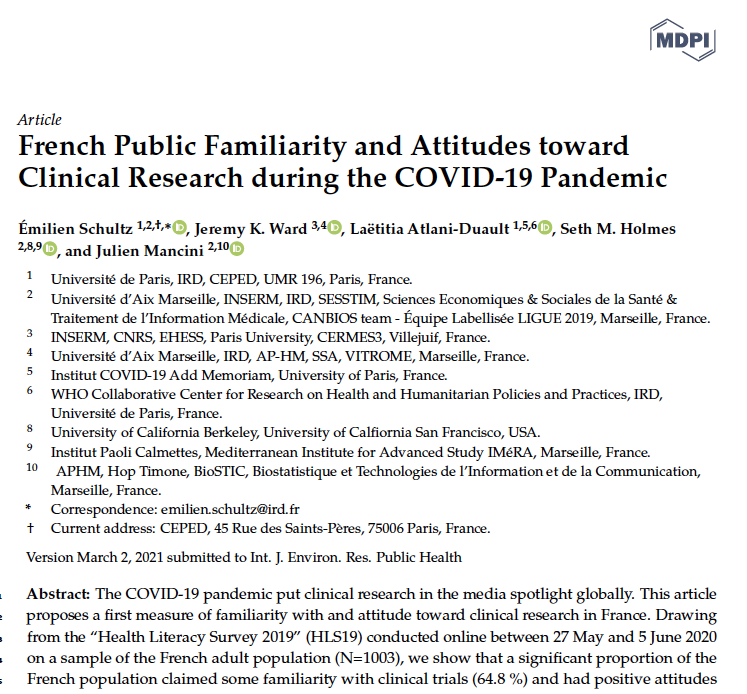 MDPI
Article
French Public Familiarity and Attitudes toward
Clinical Research during the COVID-19 Pandemic
Émilien Schultz 1,2,†,* iD, Jeremy K. Ward 3,4 iD, Laëtitia Atlani-Duault 1,5,6 iD, Seth M. Holmes
2,8,9 iD, and Julien Mancini 2,10 iD
1 Université de Paris, IRD, CEPED, UMR 196, Paris, France.
2 Université d’Aix Marseille, INSERM, IRD, SESSTIM, Sciences Economiques & Sociales de la Santé &
Traitement de l’Information Médicale, CANBIOS team - Équipe Labellisée LIGUE 2019, Marseille, France.
3 INSERM, CNRS, EHESS, Paris University, CERMES3, Villejuif, France.
4 Université d’Aix Marseille, IRD, AP-HM, SSA, VITROME, Marseille, France.
5 Institut COVID-19 Add Memoriam, University of Paris, France.
6 WHO Collaborative Center for Research on Health and Humanitarian Policies and Practices, IRD,
Université de Paris, France.
8 University of California Berkeley, University of Calfiornia San Francisco, USA.
9 Institut Paoli Calmettes, Mediterranean Institute for Advanced Study IMéRA, Marseille, France.
10 APHM, Hop Timone, BioSTIC, Biostatistique et Technologies de l’Information et de la Communication,
Marseille, France.
* Correspondence: emilien.schultz@ird.fr
† Current address: CEPED, 45 Rue des Saints-Pères, 75006 Paris, France.
Version March 2, 2021 submitted to Int. J. Environ. Res. Public Health
Abstract: The COVID-19 pandemic put clinical research in the media spotlight globally. This article
proposes a first measure of familiarity with and attitude toward clinical research in France. Drawing
from the “Health Literacy Survey 2019” (HLS19) conducted online between 27 May and 5 June 2020
on a sample of the French adult population (N=1003), we show that a significant proportion of the
French population claimed some familiarity with clinical trials (64.8 %) and had positive attitudes